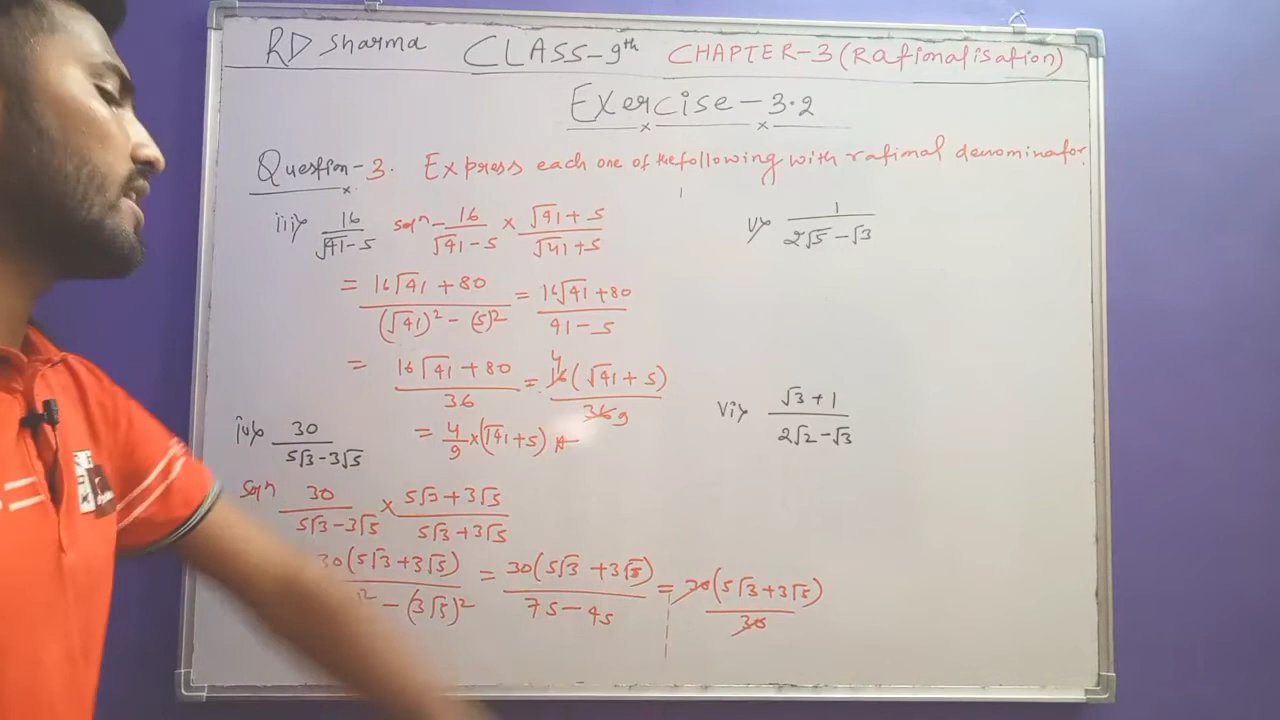 RD Sharma CLASS-9th CHAPTER-3 (Rationalisation)
Exercise-3.2
Question-3. Express each one of the following with rational denominator.
iii) 16/(√41-5) Solⁿ- 16/(√41-5) × (√41+5)/(√41+5)
= (16√41+80)/((√41)²-(5)²) = (16√41+80)/(41-5)
= (16√41+80)/36 = 16(√41+5)/36 4 9
= 4/9×(√41+5)
iv) 30/(5√3-3√5)
Solⁿ 30/(5√3-3√5) × (5√3+3√5)/(5√3+3√5)
30(5√3+3√5)/(² -(3√5)²) = 30(5√3+3√5)/(75-45) = 30(5√3+3√5)/30
v) 1/(2√5-√3)
vi) (√3+1)/(2√2-√3)